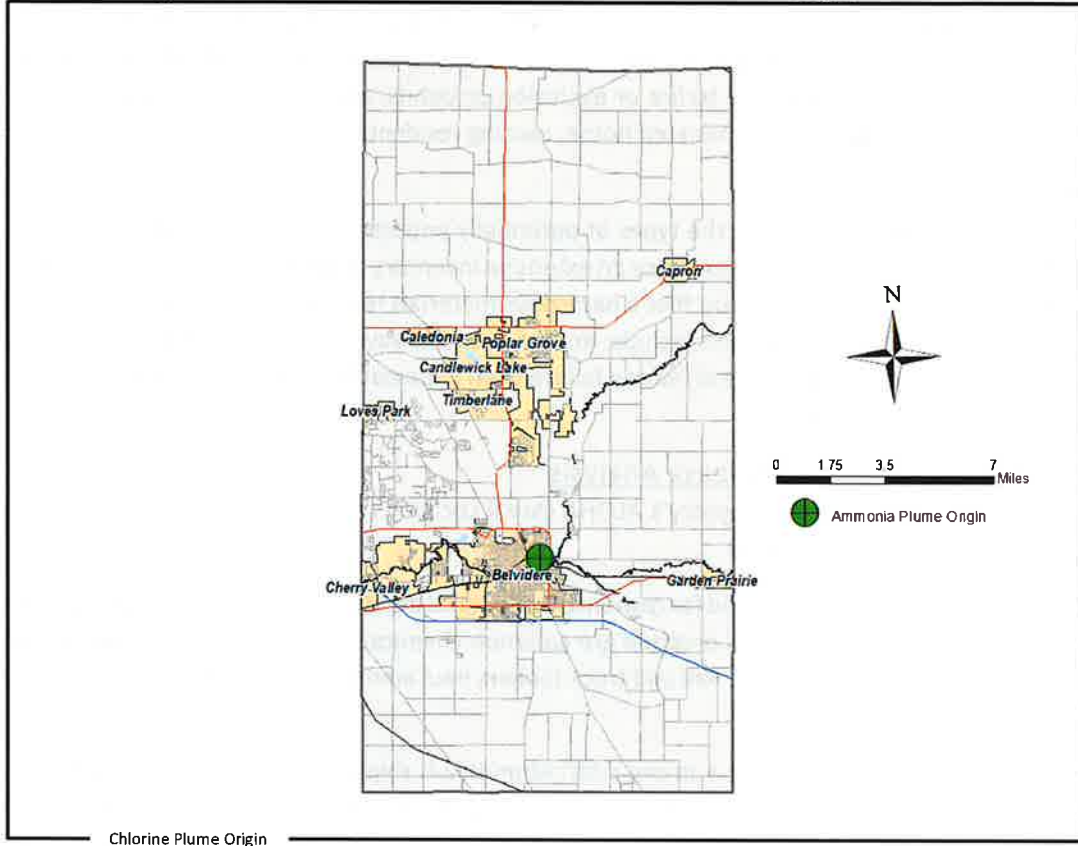 Capron
Caledonia
Poplar Grove
Candlewick Lake
Timberlane
Loves Park
N
0 1 75 3.5 7
Miles
Ammonia Plume Origin
Belvidere
Cherry Valley
Garden Prairie
Chlorine Plume Origin